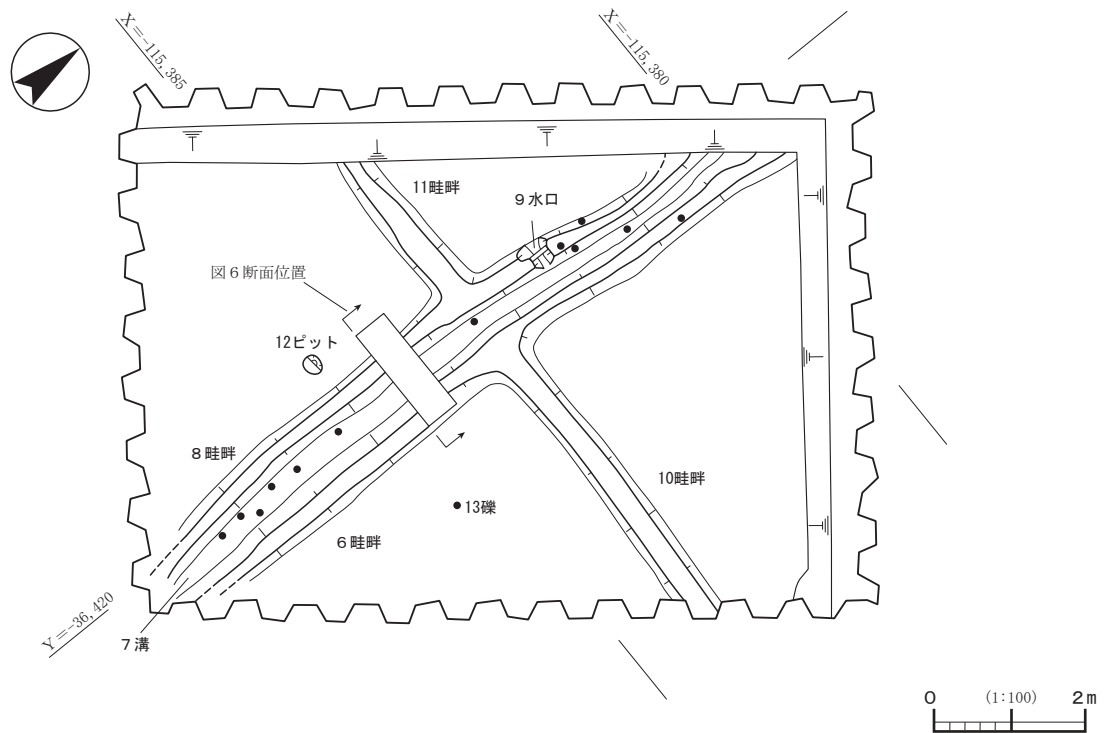 X＝-115,385
X＝-115,380
11畦畔
９水口
図６断面位置
12ピット
８畦畔
10畦畔
13礫
６畦畔
Y＝-36,420
７溝
0 (1:100) 2m